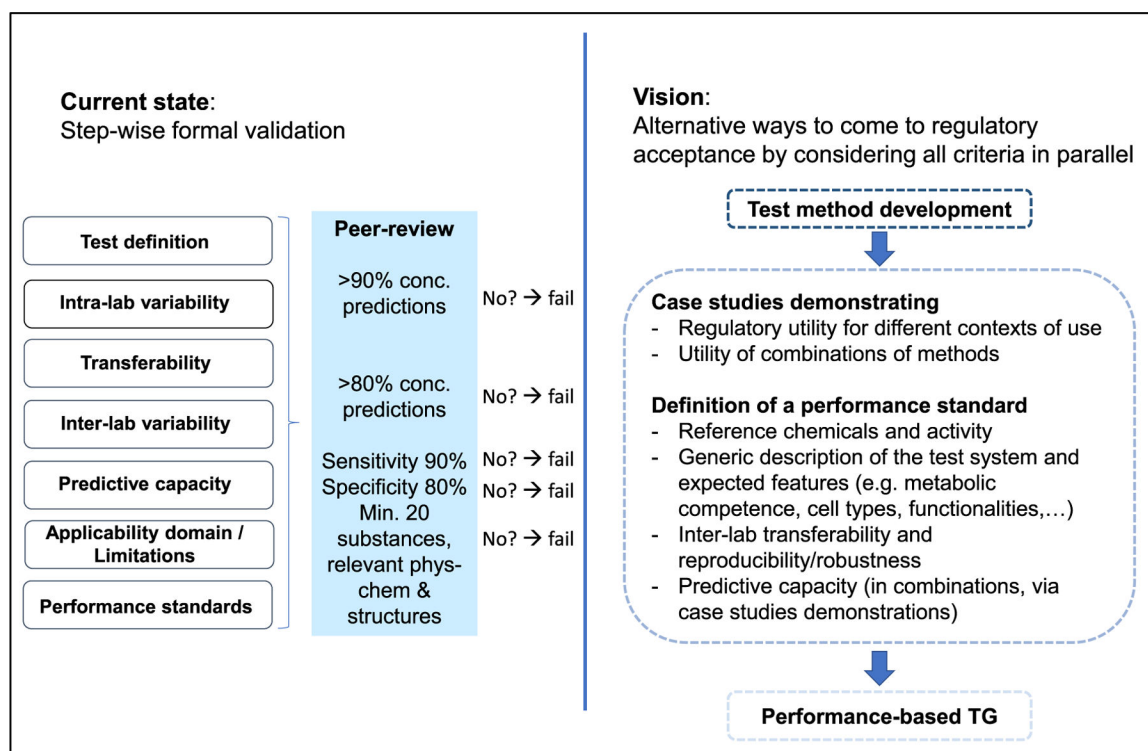 Current state:
Step-wise formal validation
Test definition
Intra-lab variability
Transferability
Inter-lab variability
Predictive capacity
Applicability domain /
Limitations
Performance standards
Peer-review
>90% conc.
predictions
No? → fail
>80% conc.
predictions
No? → fail
Sensitivity 90%
No? → fail
Specificity 80%
No? → fail
Min. 20
substances,
No? → fail
relevant phys-
chem &
structures
Vision:
Alternative ways to come to regulatory
acceptance by considering all criteria in parallel
Test method development
Case studies demonstrating
- Regulatory utility for different contexts of use
- Utility of combinations of methods
Definition of a performance standard
- Reference chemicals and activity
- Generic description of the test system and
expected features (e.g. metabolic
competence, cell types, functionalities,…)
- Inter-lab transferability and
reproducibility/robustness
- Predictive capacity (in combinations, via
case studies demonstrations)
Performance-based TG